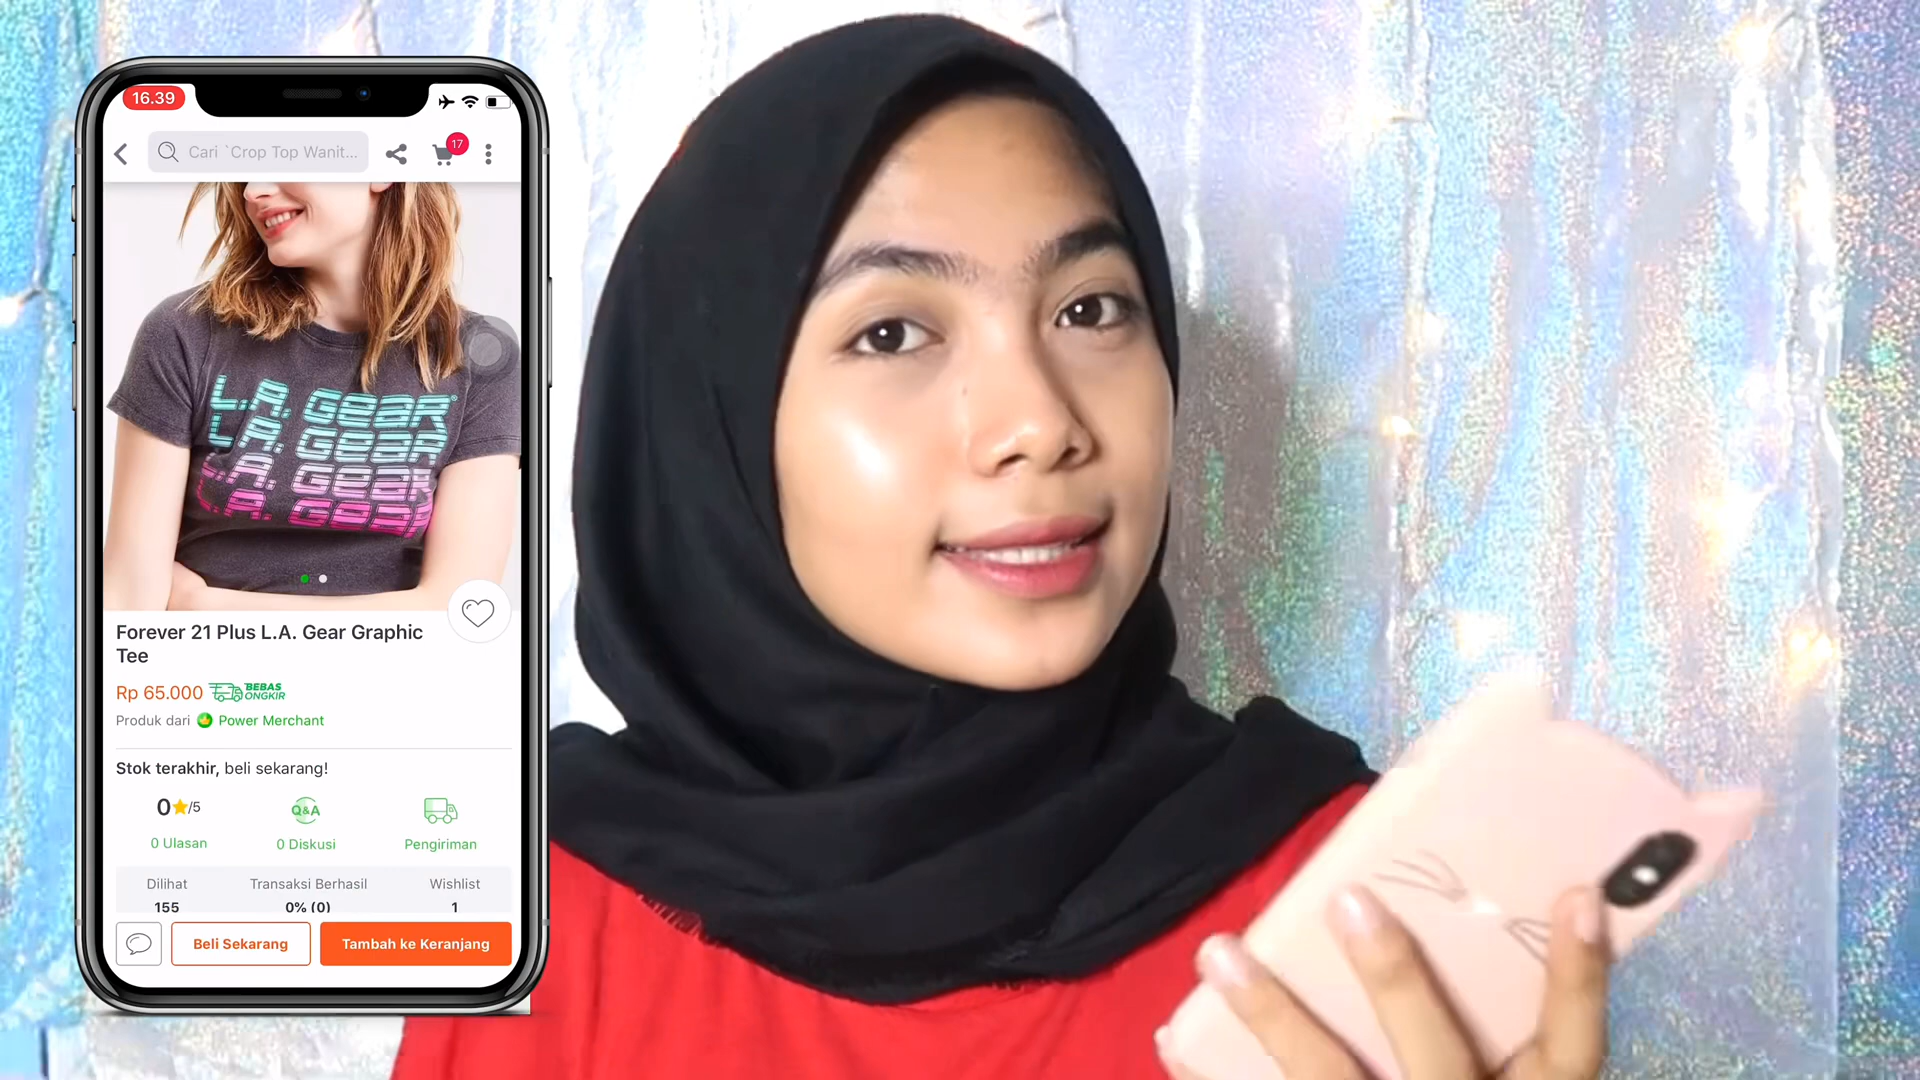 16.39
Cari `Crop Top Wanit...
17
L.A. GEAR
L.A. GEAR
L.A. GEAR
L.A. GEAR
Forever 21 Plus L.A. Gear Graphic
Tee
Rp 65.000 BEBAS
ONGKIR
Produk dari Power Merchant
Stok terakhir, beli sekarang!
0 /5 Q&A
0 Ulasan 0 Diskusi Pengiriman
Dilihat Transaksi Berhasil Wishlist
155 0% (0) 1
Beli Sekarang Tambah ke Keranjang